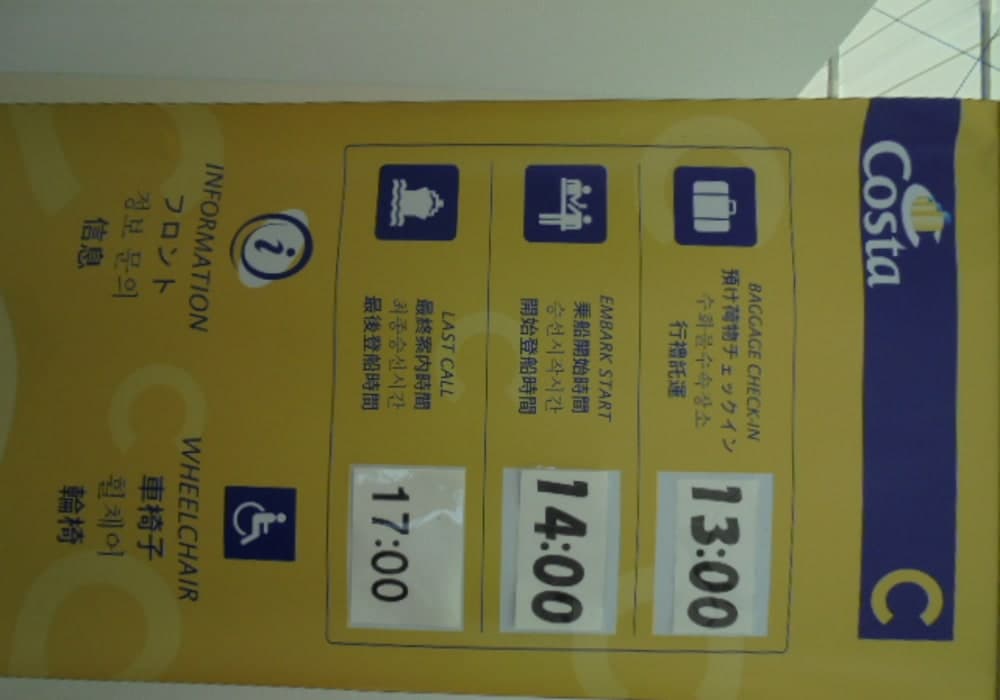 Costa
C
BAGGAGE CHECK-IN
預け荷物チェックイン
수화물수속장소
行禮託運
13:00
EMBARK START
乗船開始時間
승선시작시간
開始登船時間
14:00
LAST CALL
最終案内時間
최종승선시간
最後登船時間
17:00
i
INFORMATION
フロント
정보 문의
信息
WHEELCHAIR
車椅子
휠체어
輪椅